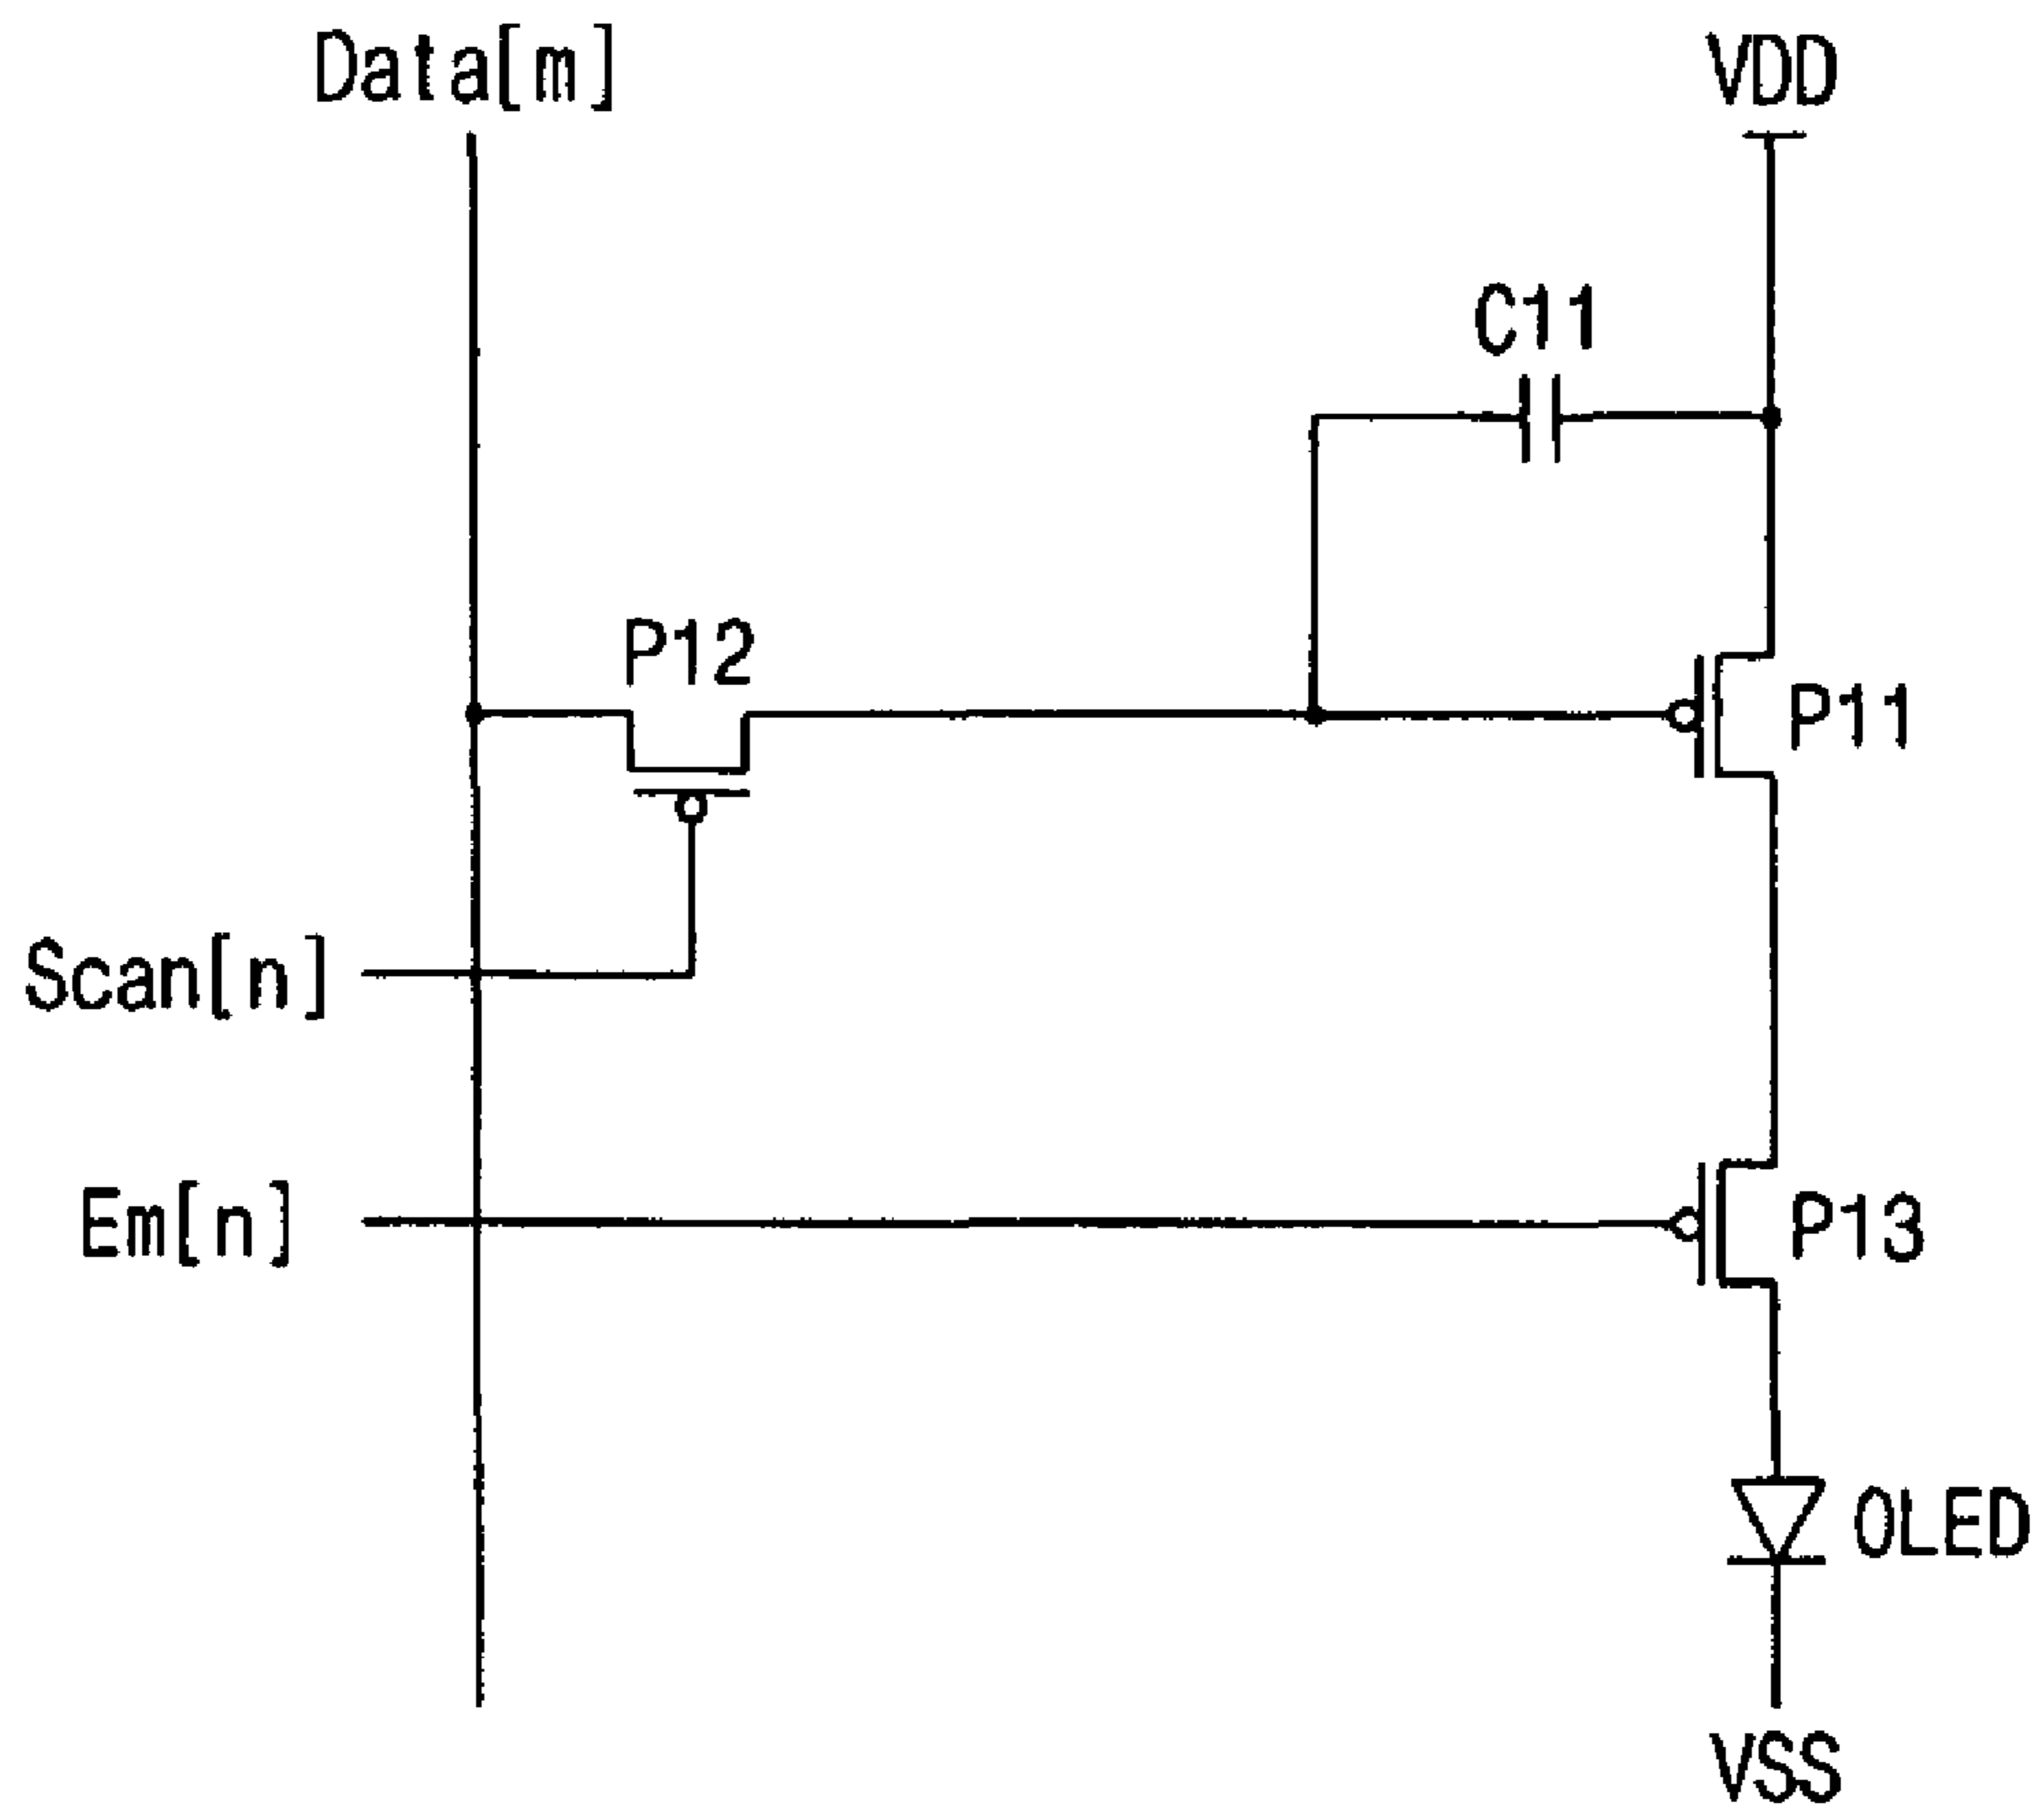 Data[m]
VDD
C11
P12
P11
Scan[n]
Em[n]
P13
OLED
VSS